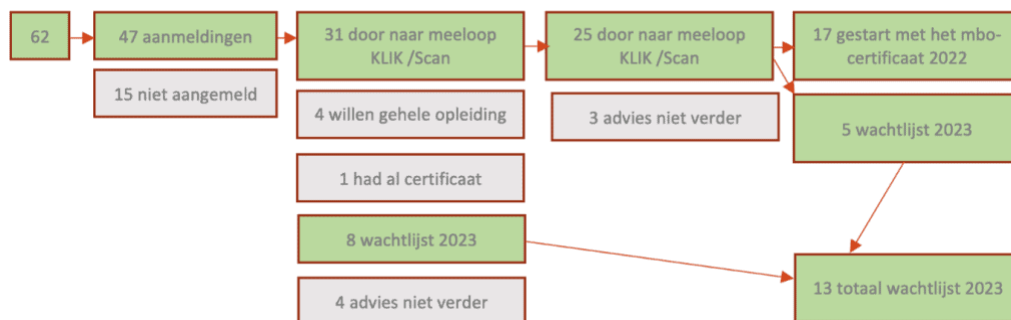 62
47 aanmeldingen
15 niet aangemeld
31 door naar meeloop
KLIK /Scan
4 willen gehele opleiding
1 had al certificaat
8 wachtlijst 2023
4 advies niet verder
25 door naar meeloop
KLIK /Scan
3 advies niet verder
17 gestart met het mbo-
certificaat 2022
5 wachtlijst 2023
13 totaal wachtlijst 2023